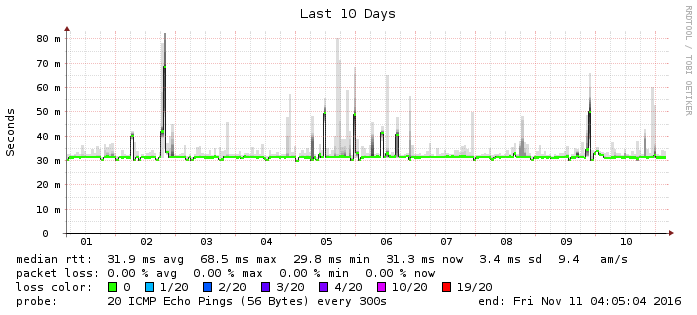 Last 10 Days
RRDTOOL / TOBI OETIKER
Seconds
80 m
70 m
60 m
50 m
40 m
30 m
20 m
10 m
0
01 02 03 04 05 06 07 08 09 10
median rtt: 31.9 ms avg 68.5 ms max 29.8 ms min 31.3 ms now 3.4 ms sd 9.4 am/s
packet loss: 0.00 % avg 0.00 % max 0.00 % min 0.00 % now
loss color: 0 1/20 2/20 3/20 4/20 10/20 19/20
probe: 20 ICMP Echo Pings (56 Bytes) every 300s end: Fri Nov 11 04:05:04 2016